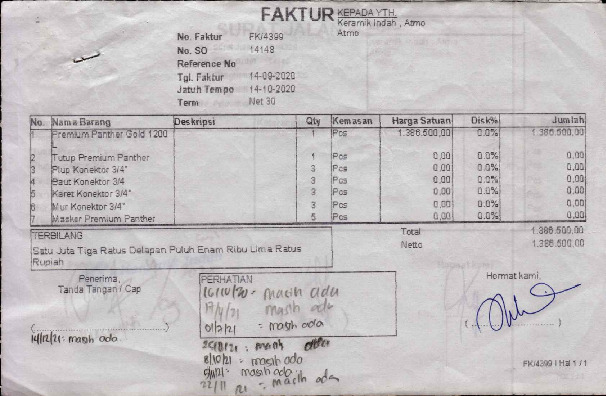 FAKTUR
KEPADA YTH,
Keramik Indah , Atmo
Atmo
No. Faktur FK/4399
No. SO 14148
Reference No
Tgl. Faktur 14-09-2020
Jatuh Tempo 14-10-2020
Term Net 30
No. Nama Barang Deskripsi Qty Kemasan Harga Satuan Disk% Jumlah
1 Premium Panther Gold 1200 L 1 Pcs 1.386.500,00 0.0% 1.386.500,00
2 Tutup Premium Panther 1 Pcs 0,00 0.0% 0,00
3 Plup Konektor 3/4" 3 Pcs 0,00 0.0% 0,00
4 Baut Konektor 3/4 3 Pcs 0,00 0.0% 0,00
5 Karet Konektor 3/4" 3 Pcs 0,00 0.0% 0,00
6 Mur Konektor 3/4" 3 Pcs 0,00 0.0% 0,00
7 Masker Premium Panther 5 Pcs 0,00 0.0% 0,00
Total 1.386.500,00
Netto 1.386.500,00
TERBILANG
Satu Juta Tiga Ratus Delapan Puluh Enam Ribu Lima Ratus
Rupiah
Penerima,
Tanda Tangan / Cap
PERHATIAN
Hormat kami,
16/10/20 = masih ada
masih ada
= masih ada
14/12/21 = masih ada
= masih ada
8/10/21 = masih ada
= masih ada
22/11 21 = masih ada
FK/4399 | Hal 1 / 1